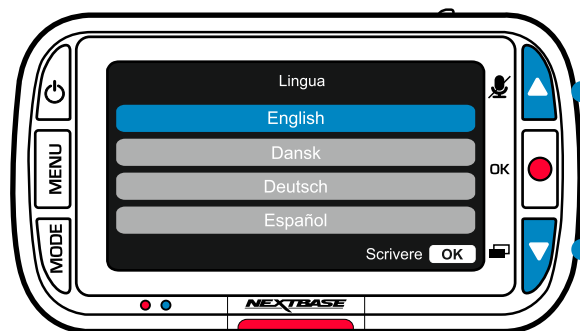 Lingua
English
Dansk
Deutsch
Español
Scrivere OK
MENU
MODE
OK
NEXTBASE